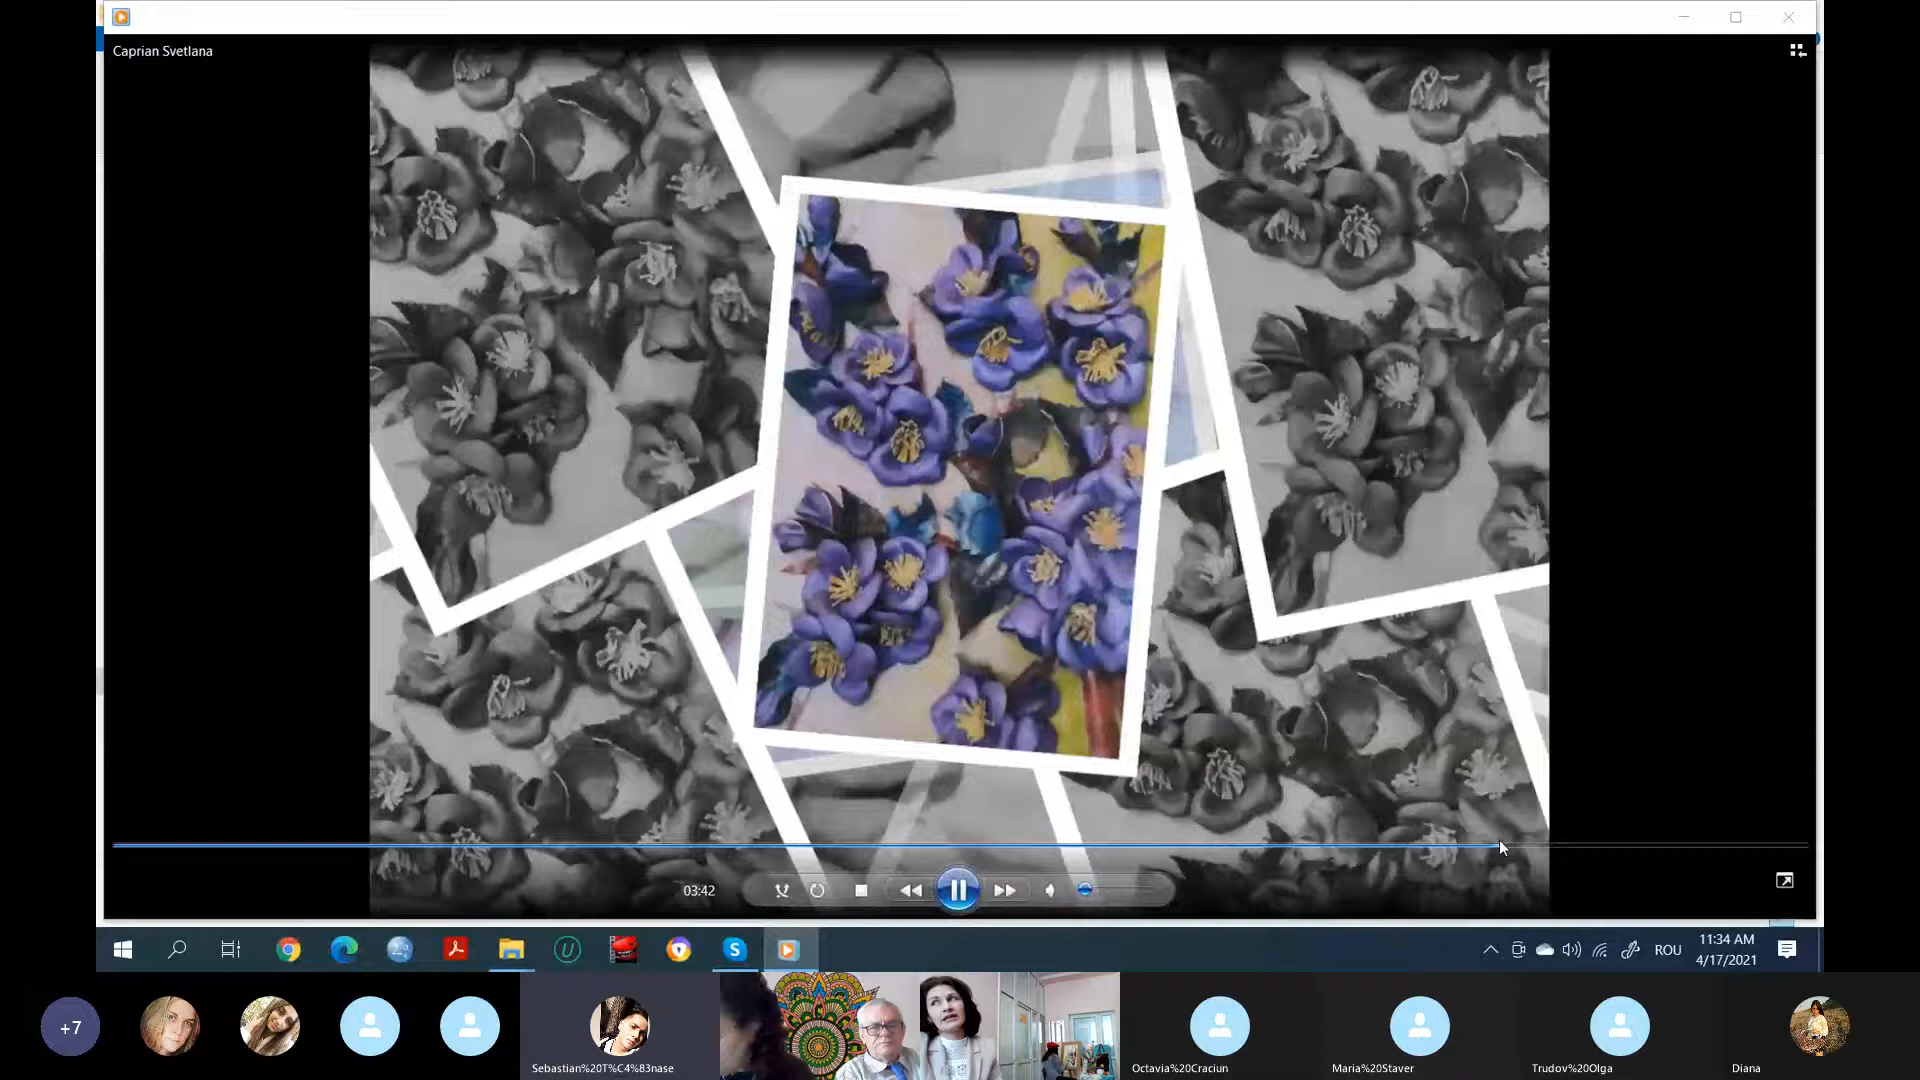 Caprian Svetlana
03:42
ROU
11:34 AM
4/17/2021
+7
Sebastian%20T%C4%83nase
Octavia%20Craciun
Maria%20Staver
Trudov%20Olga
Diana